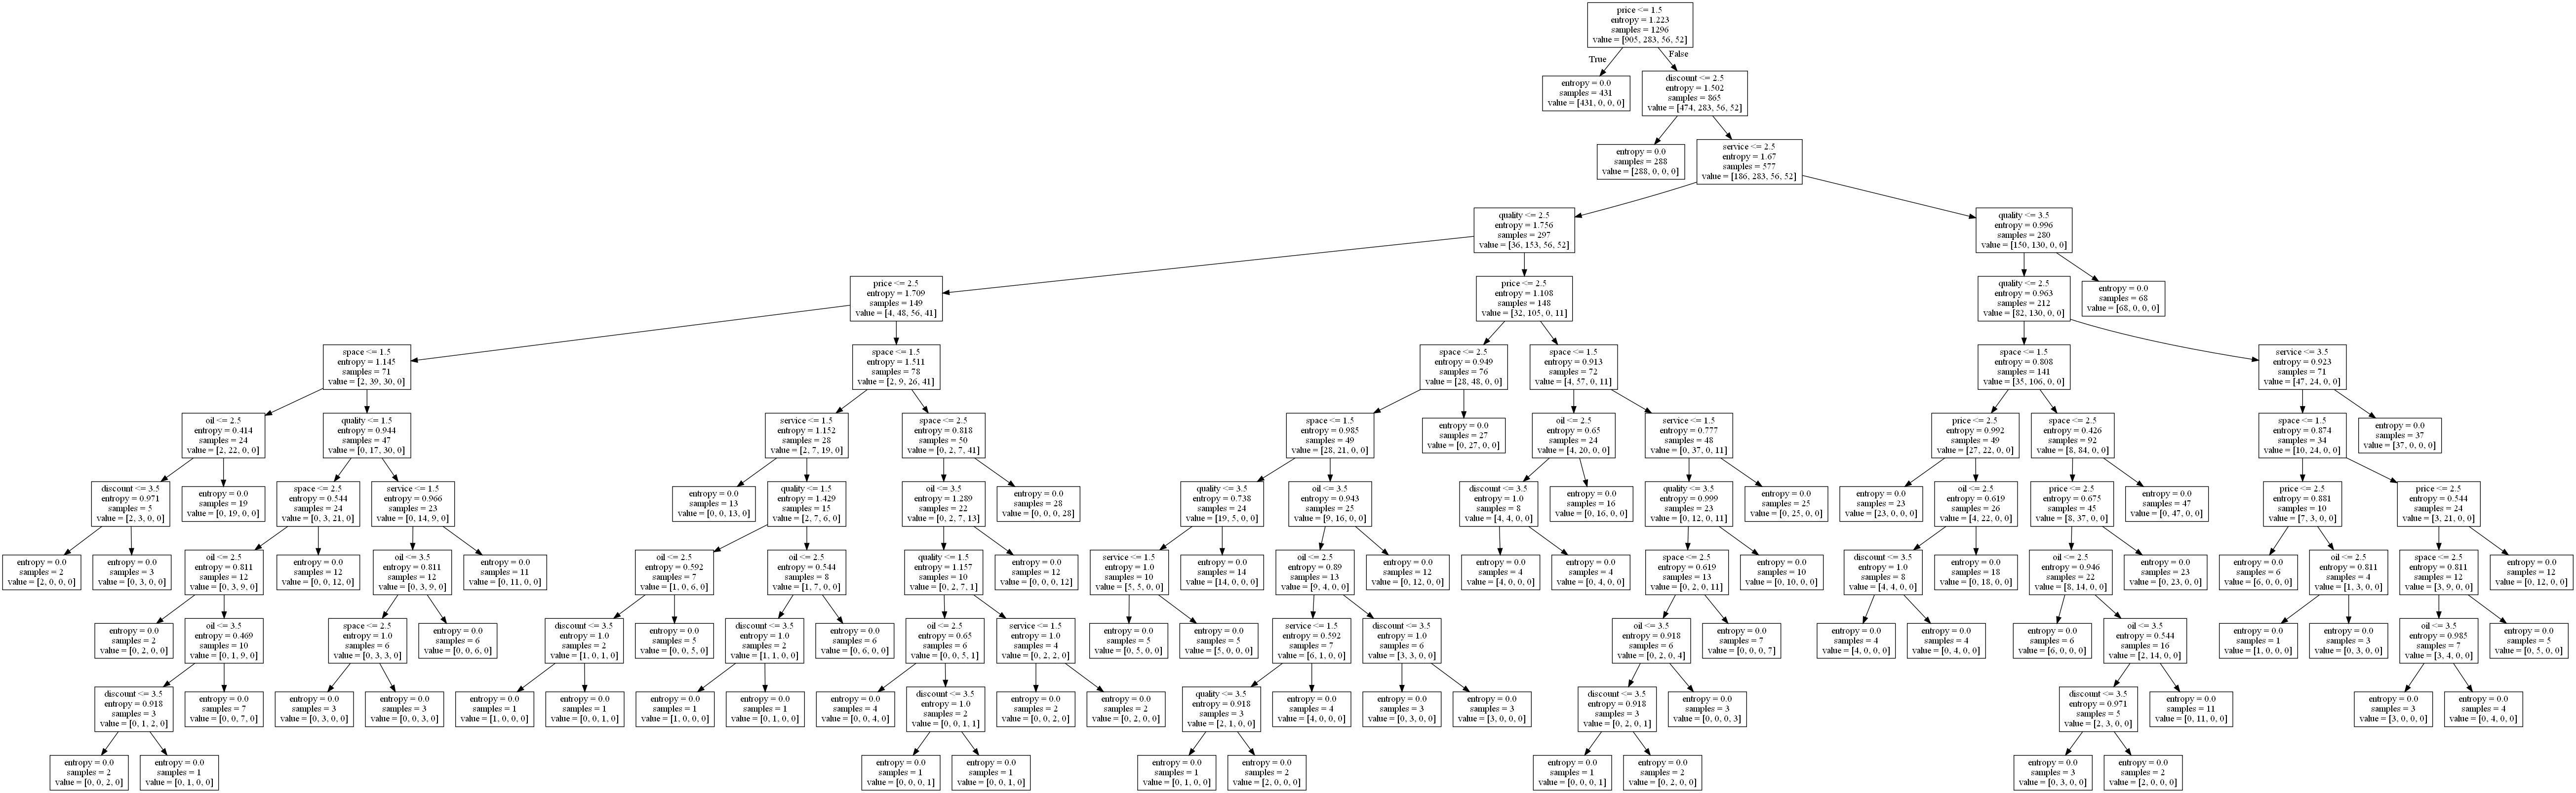 price <= 1.5
entropy = 1.223
samples = 1296
value = [905, 283, 56, 52]
True
False
entropy = 0.0
samples = 431
value = [431, 0, 0, 0]
discount <= 2.5
entropy = 1.502
samples = 865
value = [474, 283, 56, 52]
entropy = 0.0
samples = 288
value = [288, 0, 0, 0]
service <= 2.5
entropy = 1.67
samples = 577
value = [186, 283, 56, 52]
quality <= 2.5
entropy = 1.756
samples = 297
value = [36, 153, 56, 52]
quality <= 3.5
entropy = 0.996
samples = 280
value = [150, 130, 0, 0]
price <= 2.5
entropy = 1.709
samples = 149
value = [4, 48, 56, 41]
price <= 2.5
entropy = 1.108
samples = 148
value = [32, 105, 0, 11]
quality <= 2.5
entropy = 0.963
samples = 212
value = [82, 130, 0, 0]
entropy = 0.0
samples = 68
value = [68, 0, 0, 0]
space <= 1.5
entropy = 1.145
samples = 71
value = [2, 39, 30, 0]
space <= 1.5
entropy = 1.511
samples = 78
value = [2, 9, 26, 41]
space <= 2.5
entropy = 0.949
samples = 76
value = [28, 48, 0, 0]
space <= 1.5
entropy = 0.913
samples = 72
value = [4, 57, 0, 11]
space <= 1.5
entropy = 0.808
samples = 141
value = [35, 106, 0, 0]
service <= 3.5
entropy = 0.923
samples = 71
value = [47, 24, 0, 0]
oil <= 2.5
entropy = 0.414
samples = 24
value = [2, 22, 0, 0]
quality <= 1.5
entropy = 0.944
samples = 47
value = [0, 17, 30, 0]
service <= 1.5
entropy = 1.152
samples = 28
value = [2, 7, 19, 0]
space <= 2.5
entropy = 0.818
samples = 50
value = [0, 2, 7, 41]
space <= 1.5
entropy = 0.985
samples = 49
value = [28, 21, 0, 0]
entropy = 0.0
samples = 27
value = [0, 27, 0, 0]
oil <= 2.5
entropy = 0.65
samples = 24
value = [4, 20, 0, 0]
service <= 1.5
entropy = 0.777
samples = 48
value = [0, 37, 0, 11]
price <= 2.5
entropy = 0.992
samples = 49
value = [27, 22, 0, 0]
space <= 2.5
entropy = 0.426
samples = 92
value = [8, 84, 0, 0]
space <= 1.5
entropy = 0.874
samples = 34
value = [10, 24, 0, 0]
entropy = 0.0
samples = 37
value = [37, 0, 0, 0]
discount <= 3.5
entropy = 0.971
samples = 5
value = [2, 3, 0, 0]
entropy = 0.0
samples = 19
value = [0, 19, 0, 0]
space <= 2.5
entropy = 0.544
samples = 24
value = [0, 3, 21, 0]
service <= 1.5
entropy = 0.966
samples = 23
value = [0, 14, 9, 0]
entropy = 0.0
samples = 13
value = [0, 0, 13, 0]
quality <= 1.5
entropy = 1.429
samples = 15
value = [2, 7, 6, 0]
oil <= 3.5
entropy = 1.289
samples = 22
value = [0, 2, 7, 13]
entropy = 0.0
samples = 28
value = [0, 0, 0, 28]
quality <= 3.5
entropy = 0.738
samples = 24
value = [19, 5, 0, 0]
oil <= 3.5
entropy = 0.943
samples = 25
value = [9, 16, 0, 0]
discount <= 3.5
entropy = 1.0
samples = 8
value = [4, 4, 0, 0]
entropy = 0.0
samples = 16
value = [0, 16, 0, 0]
quality <= 3.5
entropy = 0.999
samples = 23
value = [0, 12, 0, 11]
entropy = 0.0
samples = 25
value = [0, 25, 0, 0]
entropy = 0.0
samples = 23
value = [23, 0, 0, 0]
oil <= 2.5
entropy = 0.619
samples = 26
value = [4, 22, 0, 0]
price <= 2.5
entropy = 0.675
samples = 45
value = [8, 37, 0, 0]
entropy = 0.0
samples = 47
value = [0, 47, 0, 0]
price <= 2.5
entropy = 0.881
samples = 10
value = [7, 3, 0, 0]
price <= 2.5
entropy = 0.544
samples = 24
value = [3, 21, 0, 0]
entropy = 0.0
samples = 2
value = [2, 0, 0, 0]
entropy = 0.0
samples = 3
value = [0, 3, 0, 0]
oil <= 2.5
entropy = 0.811
samples = 12
value = [0, 3, 9, 0]
entropy = 0.0
samples = 12
value = [0, 0, 12, 0]
oil <= 3.5
entropy = 0.811
samples = 12
value = [0, 3, 9, 0]
entropy = 0.0
samples = 11
value = [0, 11, 0, 0]
oil <= 2.5
entropy = 0.592
samples = 7
value = [1, 0, 6, 0]
oil <= 2.5
entropy = 0.544
samples = 8
value = [1, 7, 0, 0]
quality <= 1.5
entropy = 1.157
samples = 10
value = [0, 2, 7, 1]
entropy = 0.0
samples = 12
value = [0, 0, 0, 12]
service <= 1.5
entropy = 1.0
samples = 10
value = [5, 5, 0, 0]
entropy = 0.0
samples = 14
value = [14, 0, 0, 0]
oil <= 2.5
entropy = 0.89
samples = 13
value = [9, 4, 0, 0]
entropy = 0.0
samples = 12
value = [0, 12, 0, 0]
entropy = 0.0
samples = 4
value = [4, 0, 0, 0]
entropy = 0.0
samples = 4
value = [0, 4, 0, 0]
space <= 2.5
entropy = 0.619
samples = 13
value = [0, 2, 0, 11]
entropy = 0.0
samples = 10
value = [0, 10, 0, 0]
discount <= 3.5
entropy = 1.0
samples = 8
value = [4, 4, 0, 0]
entropy = 0.0
samples = 18
value = [0, 18, 0, 0]
oil <= 2.5
entropy = 0.946
samples = 22
value = [8, 14, 0, 0]
entropy = 0.0
samples = 23
value = [0, 23, 0, 0]
entropy = 0.0
samples = 6
value = [6, 0, 0, 0]
oil <= 2.5
entropy = 0.811
samples = 4
value = [1, 3, 0, 0]
space <= 2.5
entropy = 0.811
samples = 12
value = [3, 9, 0, 0]
entropy = 0.0
samples = 12
value = [0, 12, 0, 0]
entropy = 0.0
samples = 2
value = [0, 2, 0, 0]
oil <= 3.5
entropy = 0.469
samples = 10
value = [0, 1, 9, 0]
space <= 2.5
entropy = 1.0
samples = 6
value = [0, 3, 3, 0]
entropy = 0.0
samples = 6
value = [0, 0, 6, 0]
discount <= 3.5
entropy = 1.0
samples = 2
value = [1, 0, 1, 0]
entropy = 0.0
samples = 5
value = [0, 0, 5, 0]
discount <= 3.5
entropy = 1.0
samples = 2
value = [1, 1, 0, 0]
entropy = 0.0
samples = 6
value = [0, 6, 0, 0]
oil <= 2.5
entropy = 0.65
samples = 6
value = [0, 0, 5, 1]
service <= 1.5
entropy = 1.0
samples = 4
value = [0, 2, 2, 0]
entropy = 0.0
samples = 5
value = [0, 5, 0, 0]
entropy = 0.0
samples = 5
value = [5, 0, 0, 0]
service <= 1.5
entropy = 0.592
samples = 7
value = [6, 1, 0, 0]
discount <= 3.5
entropy = 1.0
samples = 6
value = [3, 3, 0, 0]
oil <= 3.5
entropy = 0.918
samples = 6
value = [0, 2, 0, 4]
entropy = 0.0
samples = 7
value = [0, 0, 0, 7]
entropy = 0.0
samples = 4
value = [4, 0, 0, 0]
entropy = 0.0
samples = 4
value = [0, 4, 0, 0]
entropy = 0.0
samples = 6
value = [6, 0, 0, 0]
oil <= 3.5
entropy = 0.544
samples = 16
value = [2, 14, 0, 0]
entropy = 0.0
samples = 1
value = [1, 0, 0, 0]
entropy = 0.0
samples = 3
value = [0, 3, 0, 0]
oil <= 3.5
entropy = 0.985
samples = 7
value = [3, 4, 0, 0]
entropy = 0.0
samples = 5
value = [0, 5, 0, 0]
discount <= 3.5
entropy = 0.918
samples = 3
value = [0, 1, 2, 0]
entropy = 0.0
samples = 7
value = [0, 0, 7, 0]
entropy = 0.0
samples = 3
value = [0, 3, 0, 0]
entropy = 0.0
samples = 3
value = [0, 0, 3, 0]
entropy = 0.0
samples = 1
value = [1, 0, 0, 0]
entropy = 0.0
samples = 1
value = [0, 0, 1, 0]
entropy = 0.0
samples = 1
value = [1, 0, 0, 0]
entropy = 0.0
samples = 1
value = [0, 1, 0, 0]
entropy = 0.0
samples = 4
value = [0, 0, 4, 0]
discount <= 3.5
entropy = 1.0
samples = 2
value = [0, 0, 1, 1]
entropy = 0.0
samples = 2
value = [0, 0, 2, 0]
entropy = 0.0
samples = 2
value = [0, 2, 0, 0]
quality <= 3.5
entropy = 0.918
samples = 3
value = [2, 1, 0, 0]
entropy = 0.0
samples = 4
value = [4, 0, 0, 0]
entropy = 0.0
samples = 3
value = [0, 3, 0, 0]
entropy = 0.0
samples = 3
value = [3, 0, 0, 0]
discount <= 3.5
entropy = 0.918
samples = 3
value = [0, 2, 0, 1]
entropy = 0.0
samples = 3
value = [0, 0, 0, 3]
discount <= 3.5
entropy = 0.971
samples = 5
value = [2, 3, 0, 0]
entropy = 0.0
samples = 11
value = [0, 11, 0, 0]
entropy = 0.0
samples = 3
value = [3, 0, 0, 0]
entropy = 0.0
samples = 4
value = [0, 4, 0, 0]
entropy = 0.0
samples = 2
value = [0, 0, 2, 0]
entropy = 0.0
samples = 1
value = [0, 1, 0, 0]
entropy = 0.0
samples = 1
value = [0, 0, 0, 1]
entropy = 0.0
samples = 1
value = [0, 0, 1, 0]
entropy = 0.0
samples = 1
value = [0, 1, 0, 0]
entropy = 0.0
samples = 2
value = [2, 0, 0, 0]
entropy = 0.0
samples = 1
value = [0, 0, 0, 1]
entropy = 0.0
samples = 2
value = [0, 2, 0, 0]
entropy = 0.0
samples = 3
value = [0, 3, 0, 0]
entropy = 0.0
samples = 2
value = [2, 0, 0, 0]